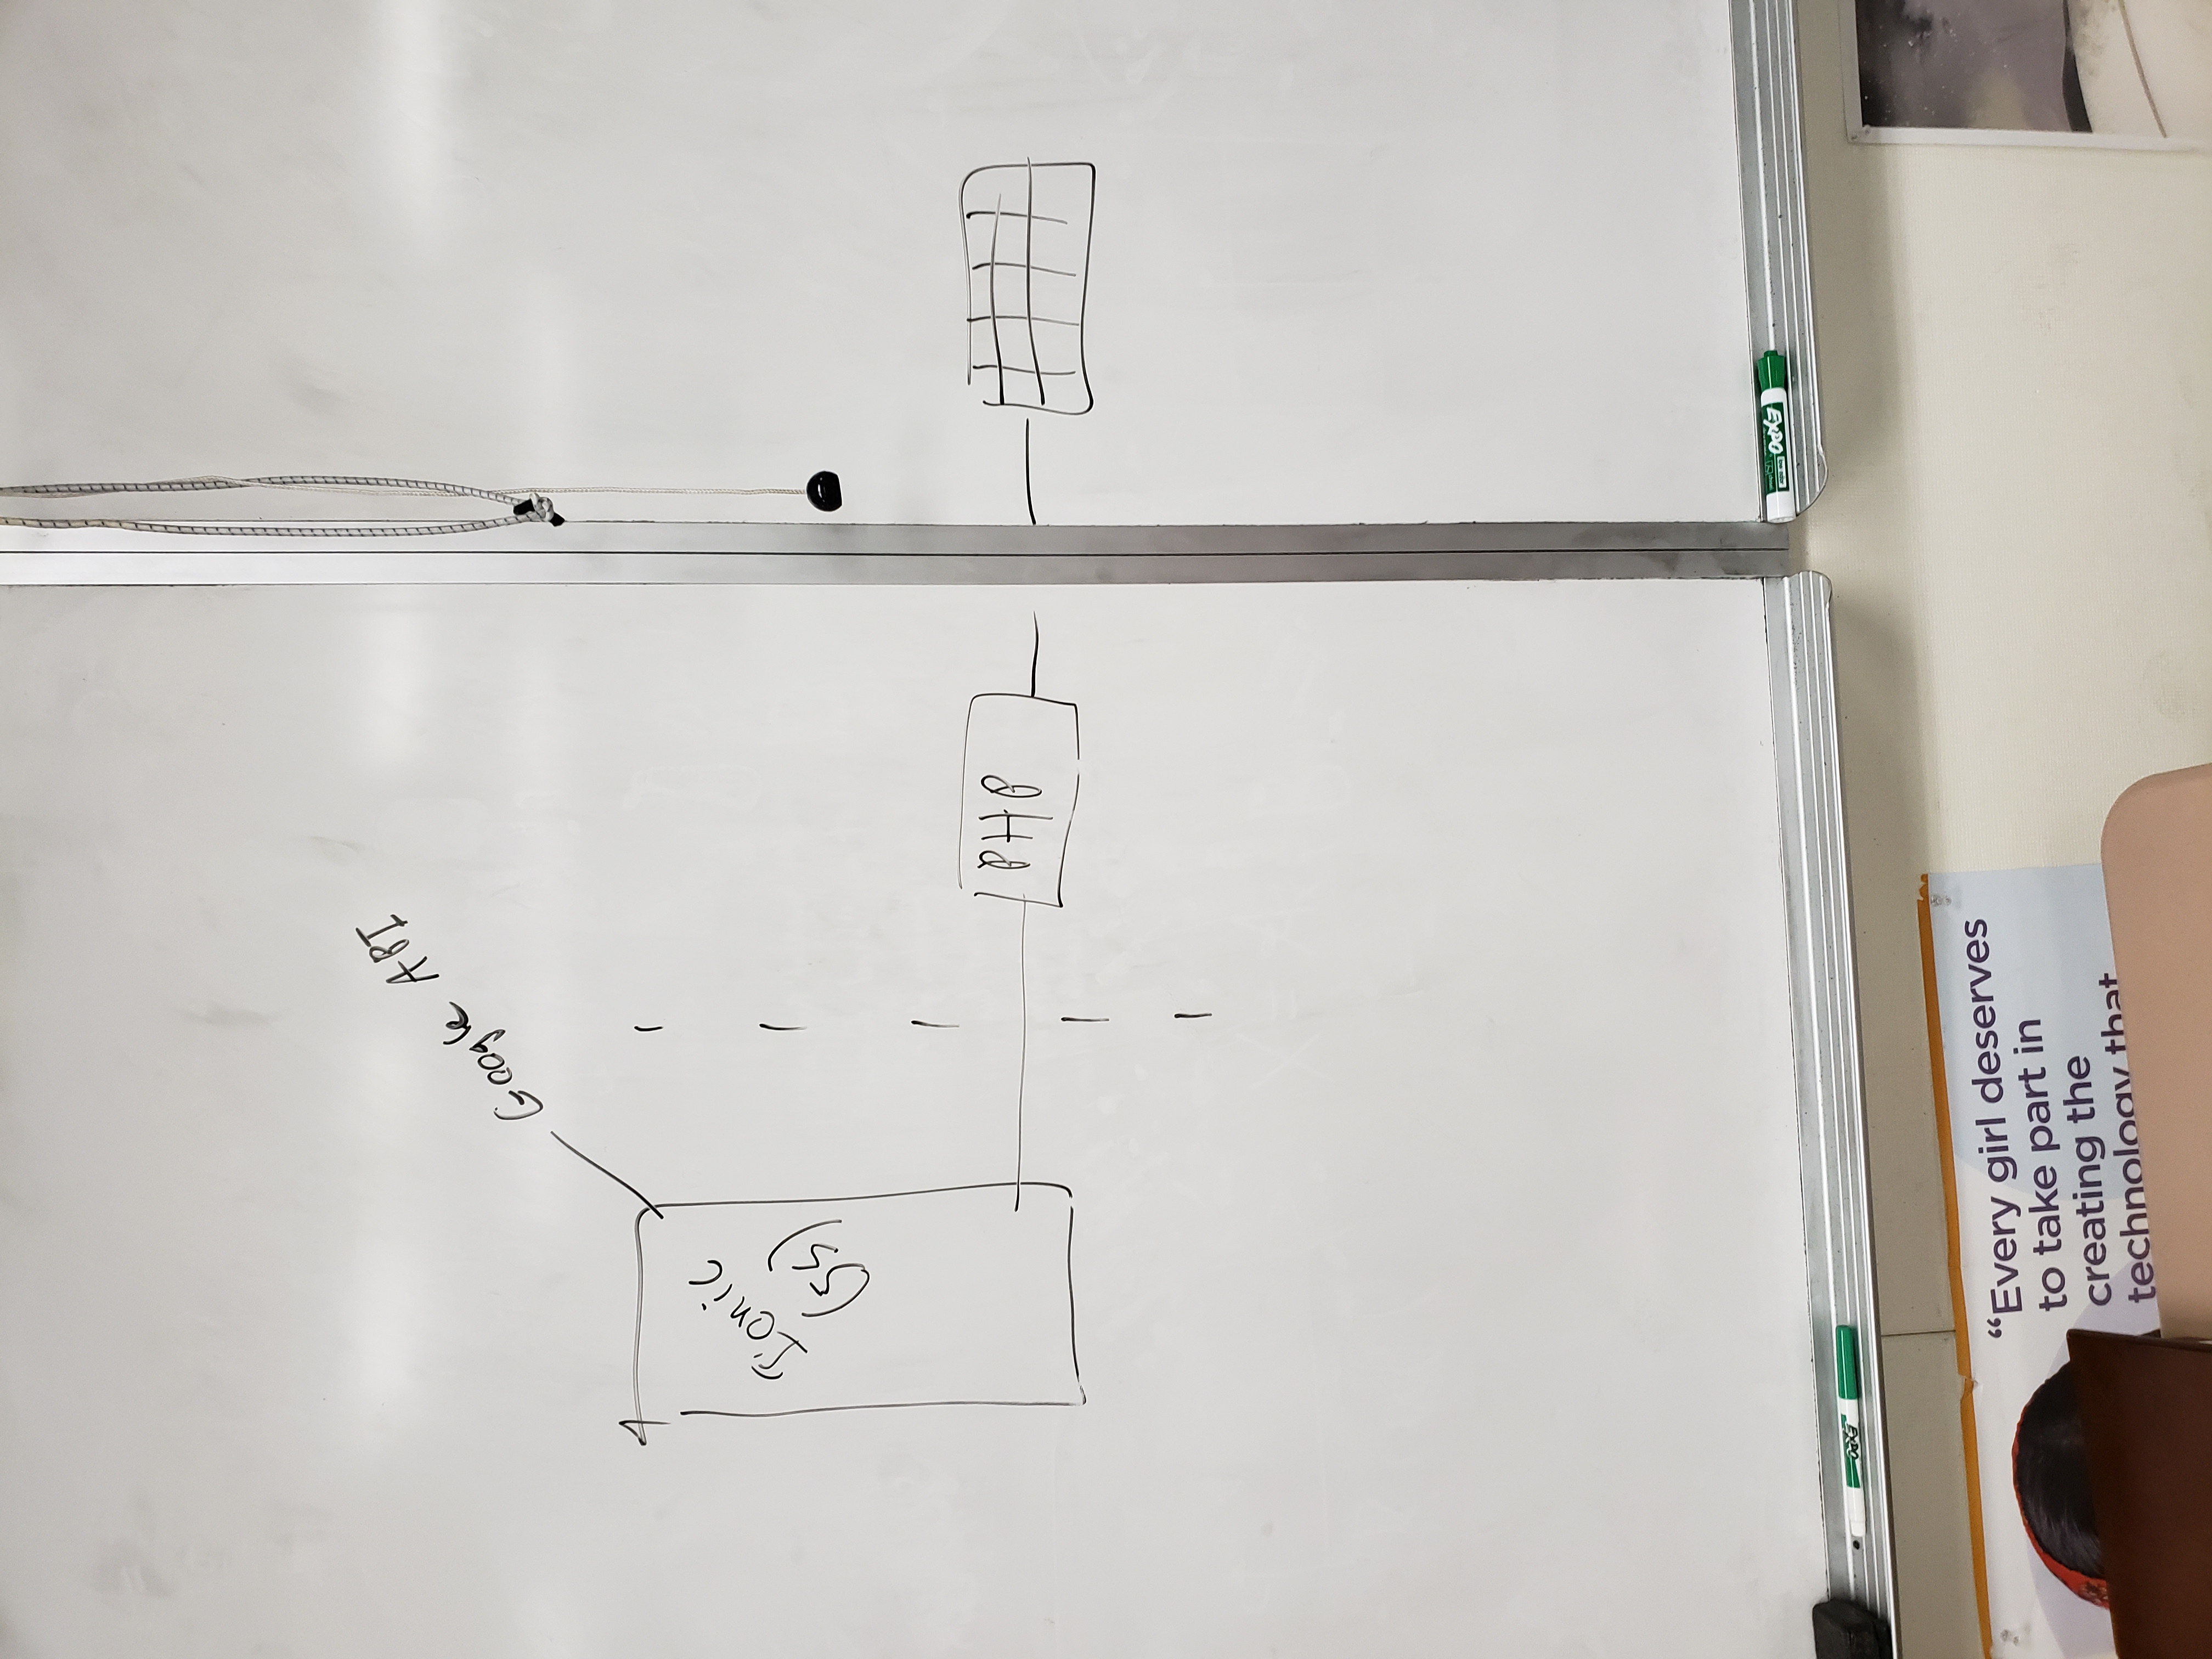 Google API
Ionic
(JS)
PHP
EXPO
EXPO
“Every girl deserves
to take part in
creating the
technology that